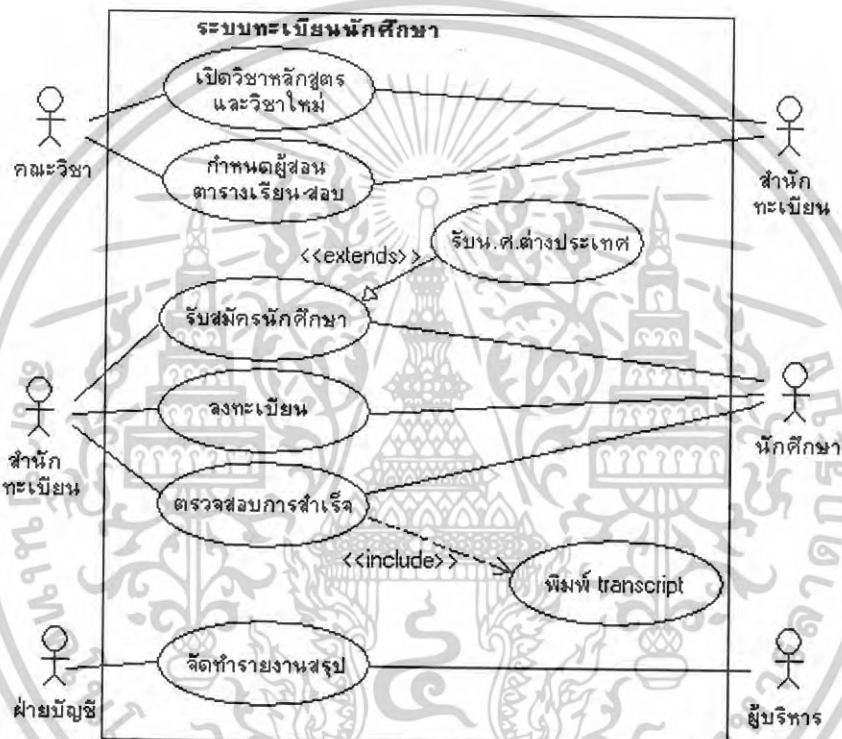 ระบบทะเบียนนักศึกษา
เปิดวิชาหลักสูตร
และวิชาใหม่
คณะวิชา
กำหนดผู้สอน
ตารางเรียน-สอบ
สำนัก
ทะเบียน
<<extends>>
รับน.ศ.ต่างประเทศ
รับสมัครนักศึกษา
ลงทะเบียน
สำนัก
ทะเบียน
นักศึกษา
ตรวจสอบการสำเร็จ
<<include>>
พิมพ์ transcript
จัดทำรายงานสรุป
ฝ่ายบัญชี
ผู้บริหาร